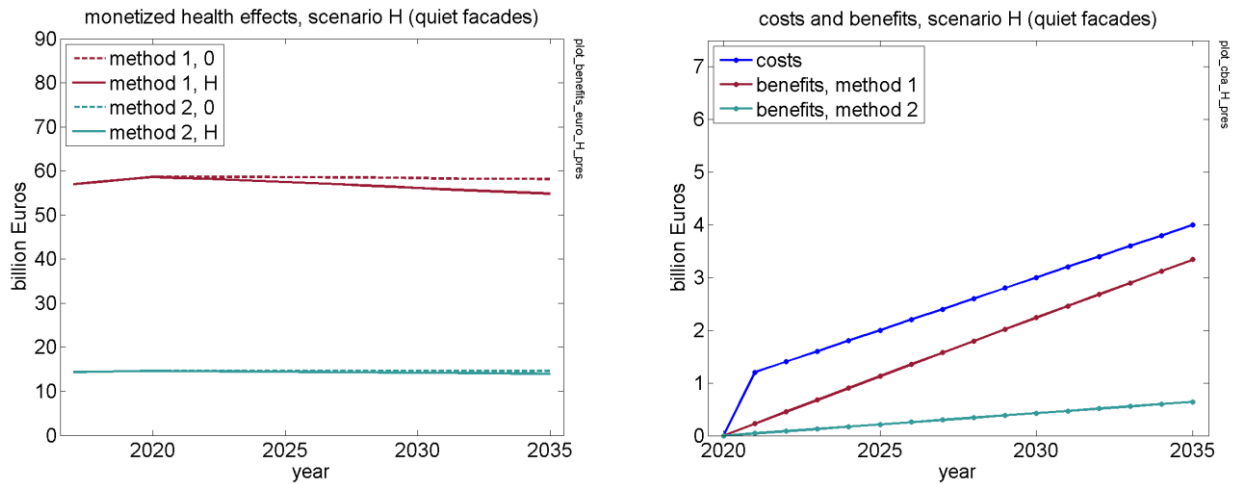 monetized health effects, scenario H (quiet facades)
90
80
70
60
50
40
30
20
10
0
billion Euros
method 1, 0
method 1, H
method 2, 0
method 2, H
2020
2025
2030
2035
year
plot_benefits_euro_H_pres
costs and benefits, scenario H (quiet facades)
7
6
5
4
3
2
1
0
billion Euros
costs
benefits, method 1
benefits, method 2
2020
2025
2030
2035
year
plot_cba_H_pres